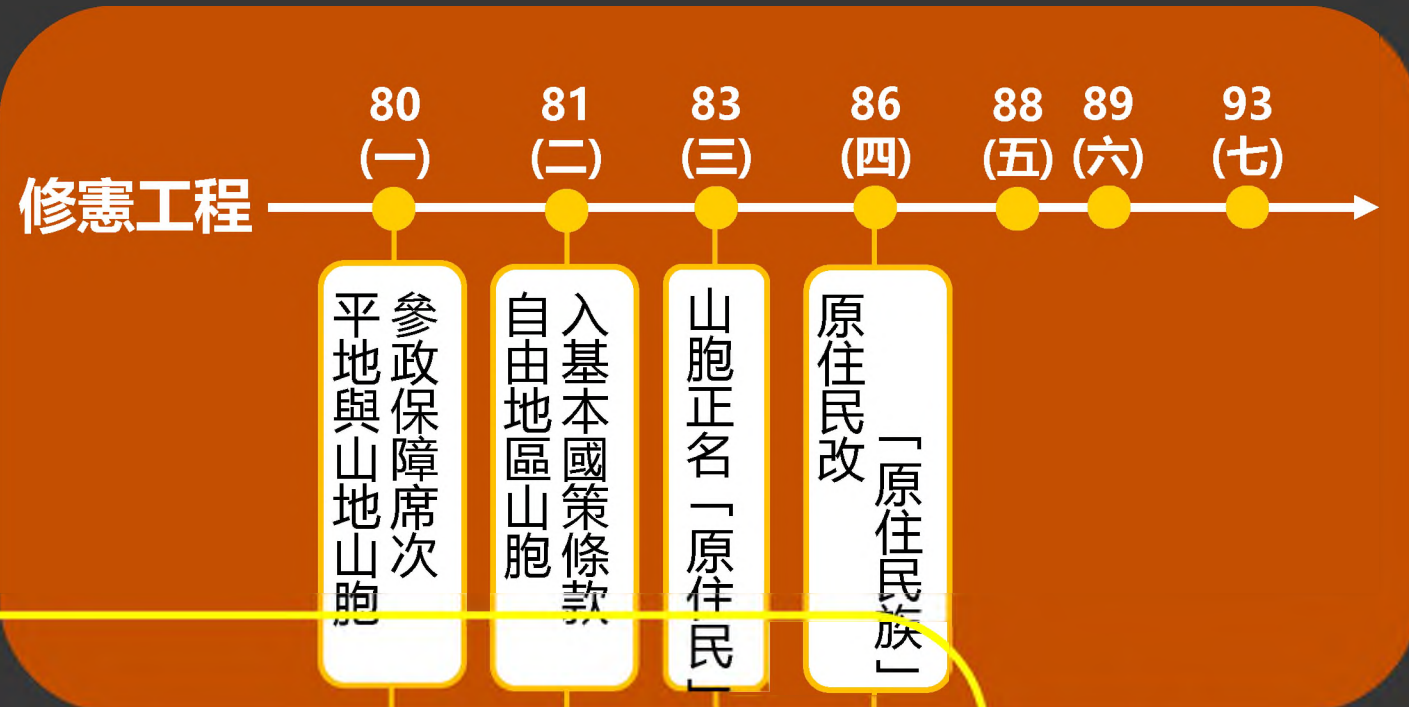 80
(一)
81
(二)
83
(三)
86
(四)
88
(五)
89
(六)
93
(七)
修憲工程
平地與山地山胞
參政保障席次
自由地區山胞
入基本國策條款
山胞正名「原住民」
原住民改
「原住民族」